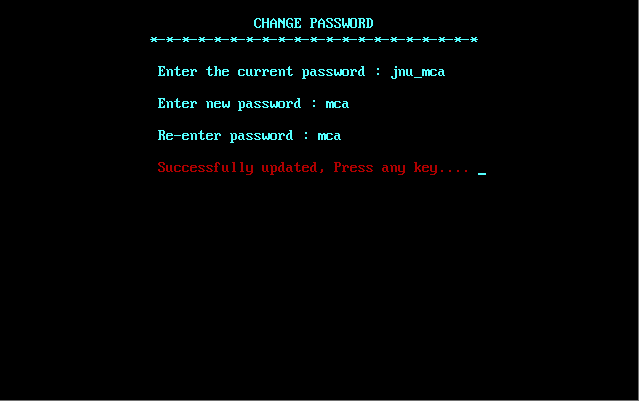 CHANGE PASSWORD
*-*-*-*-*-*-*-*-*-*-*-*-*-*-*-*-*-*-*-*-*
Enter the current password : jnu_mca
Enter new password : mca
Re-enter password : mca
Successfully updated, Press any key.... _